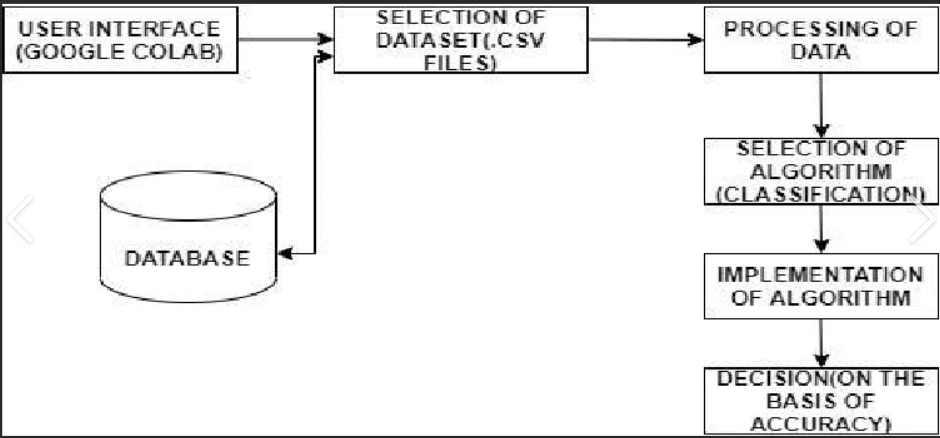 USER INTERFACE
(GOOGLE COLAB)
SELECTION OF
DATASET(.CSV
FILES)
PROCESSING OF
DATA
SELECTION OF
ALGORITHM
(CLASSIFICATION)
DATABASE
IMPLEMENTATION
OF ALGORITHM
DECISION(ON THE
BASIS OF
ACCURACY)